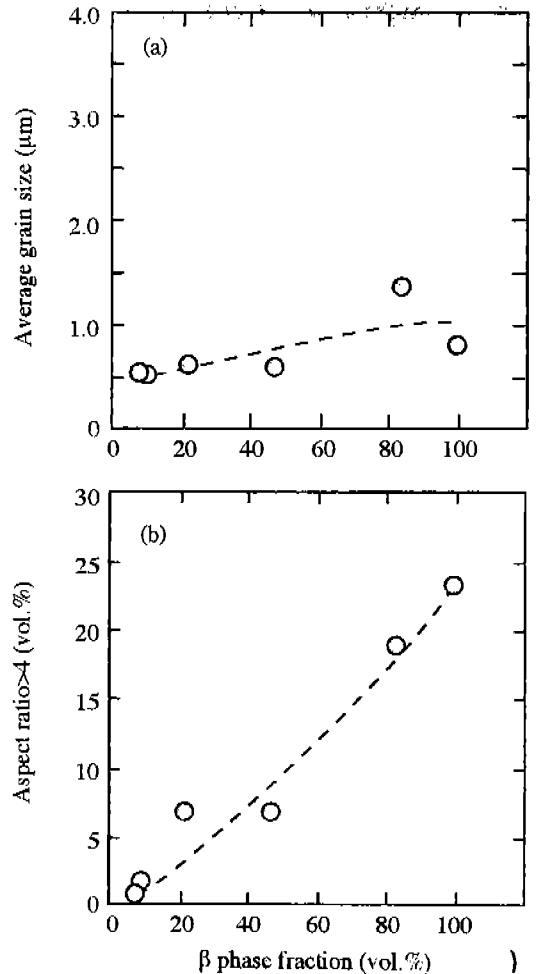 4.0
(a)
3.0
2.0
1.0
0
Average grain size (μm)
0 20 40 60 80 100
30
(b)
25
20
15
10
5
0
Aspect ratio>4 (vol.%)
0 20 40 60 80 100
β phase fraction (vol.%) )